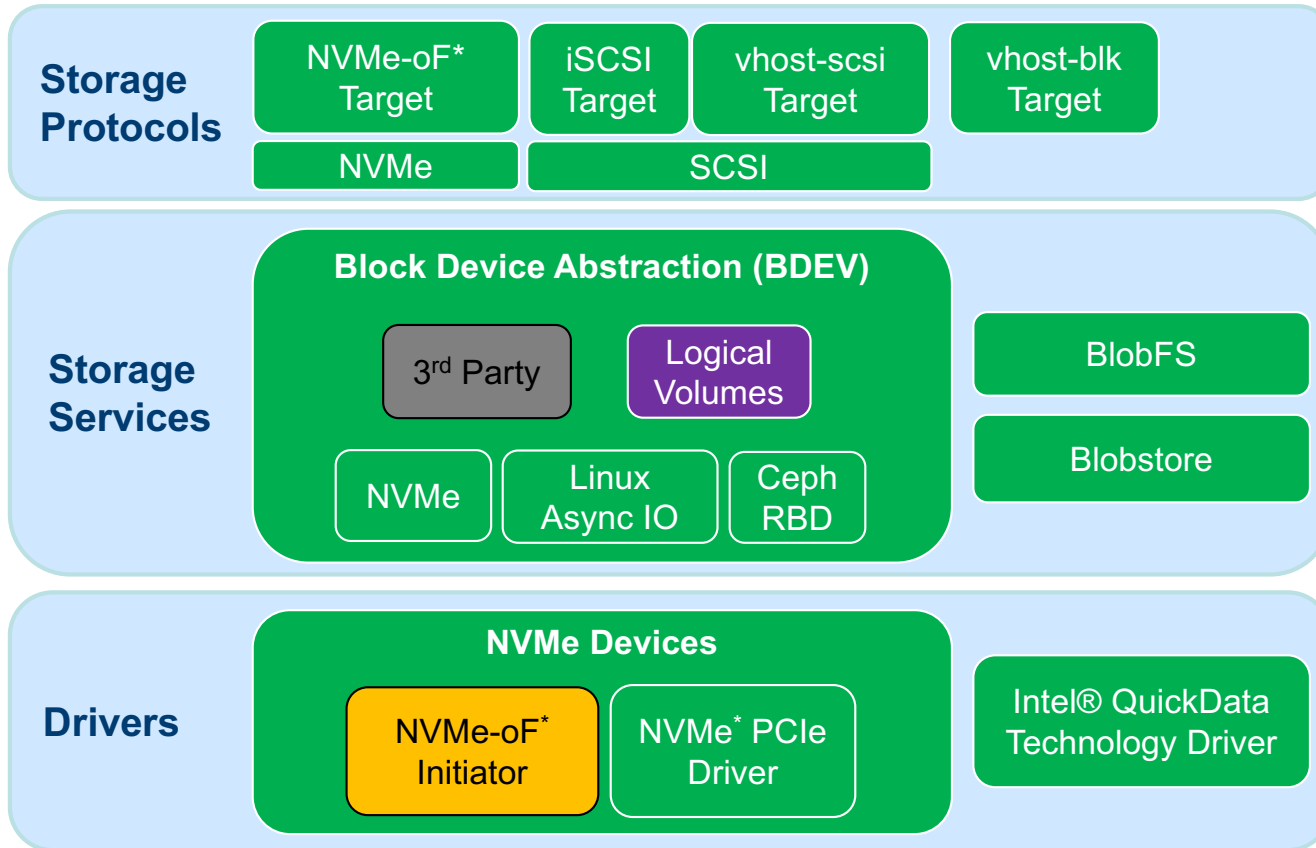 Storage
Protocols
NVMe-oF*
Target
iSCSI
Target
vhost-scsi
Target
vhost-blk
Target
NVMe
SCSI
Storage
Services
Block Device Abstraction (BDEV)
3rd Party
Logical
Volumes
NVMe
Linux
Async IO
Ceph
RBD
BlobFS
Blobstore
Drivers
NVMe Devices
NVMe-oF*
Initiator
NVMe* PCIe
Driver
Intel® QuickData
Technology Driver